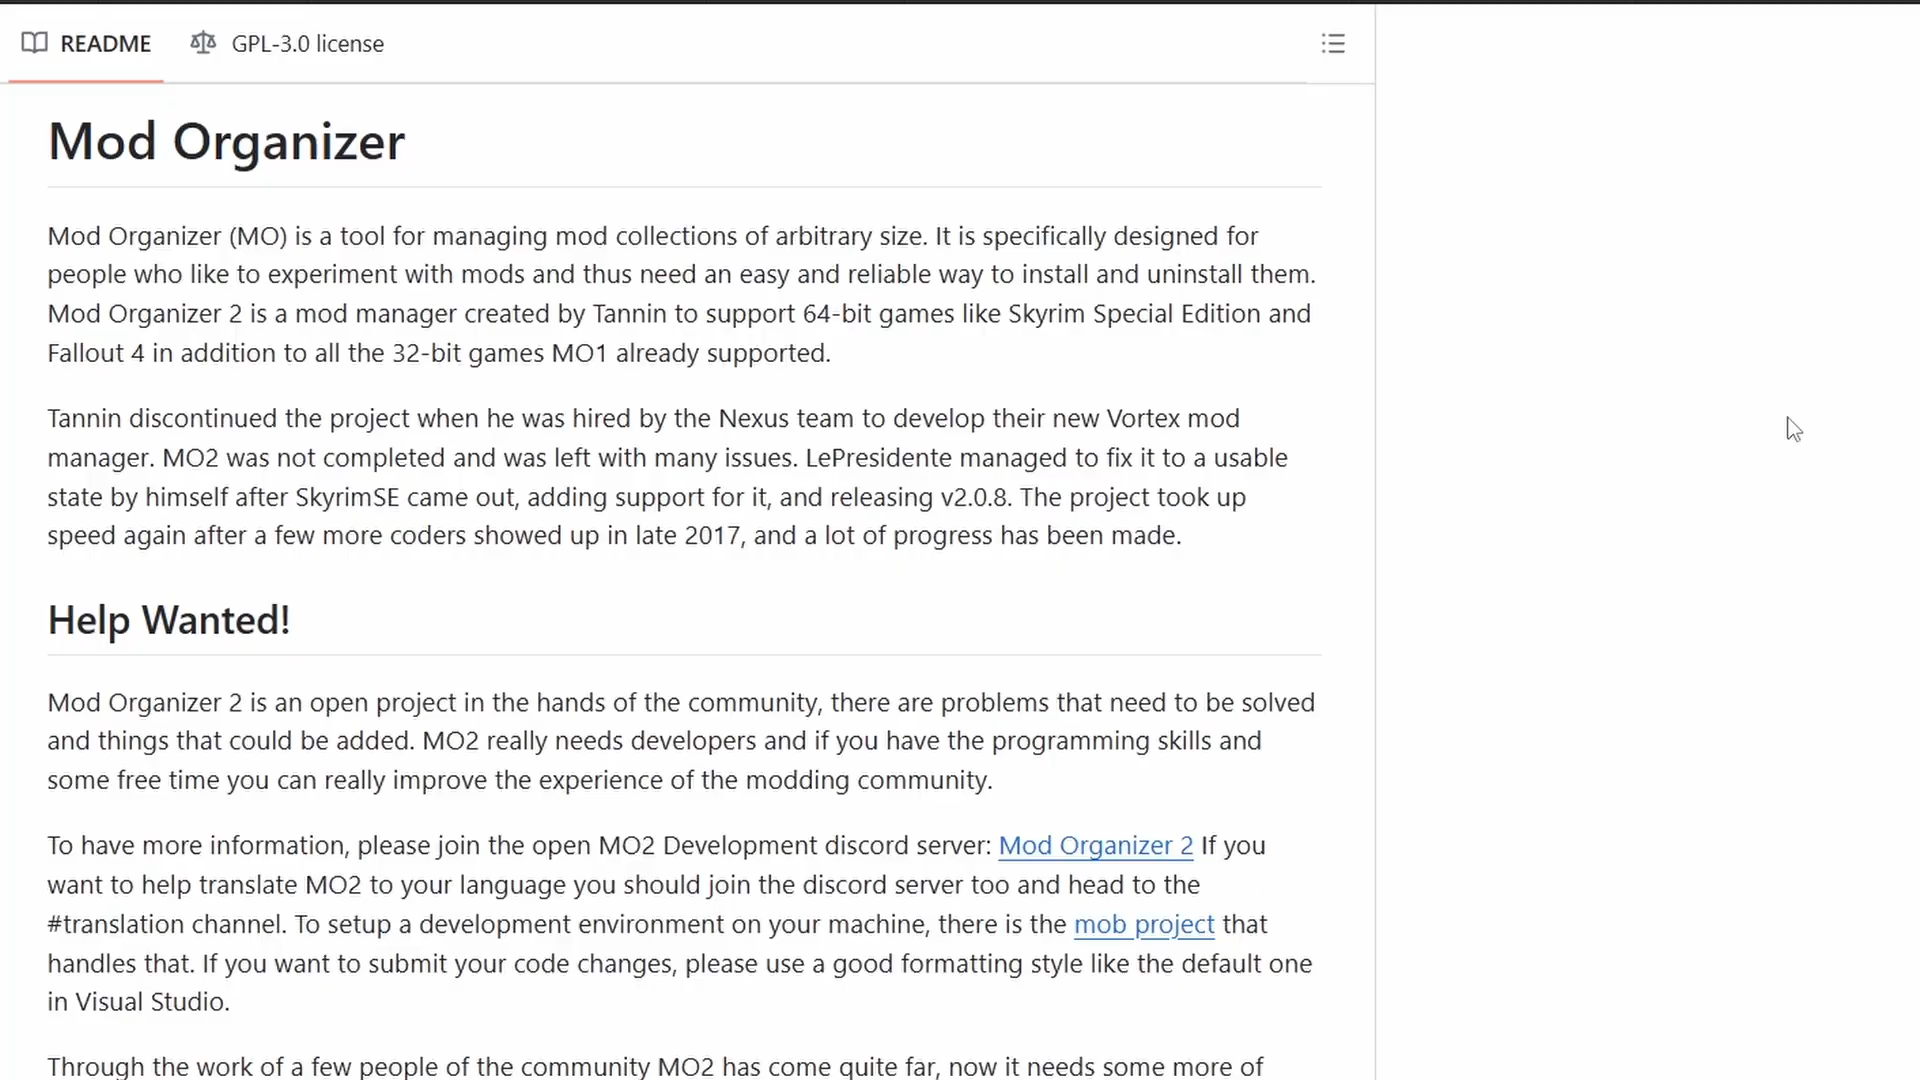 README GPL-3.0 license
Mod Organizer
Mod Organizer (MO) is a tool for managing mod collections of arbitrary size. It is specifically designed for
people who like to experiment with mods and thus need an easy and reliable way to install and uninstall them.
Mod Organizer 2 is a mod manager created by Tannin to support 64-bit games like Skyrim Special Edition and
Fallout 4 in addition to all the 32-bit games MO1 already supported.
Tannin discontinued the project when he was hired by the Nexus team to develop their new Vortex mod
manager. MO2 was not completed and was left with many issues. LePresidente managed to fix it to a usable
state by himself after SkyrimSE came out, adding support for it, and releasing v2.0.8. The project took up
speed again after a few more coders showed up in late 2017, and a lot of progress has been made.
Help Wanted!
Mod Organizer 2 is an open project in the hands of the community, there are problems that need to be solved
and things that could be added. MO2 really needs developers and if you have the programming skills and
some free time you can really improve the experience of the modding community.
To have more information, please join the open MO2 Development discord server: Mod Organizer 2 If you
want to help translate MO2 to your language you should join the discord server too and head to the
#translation channel. To setup a development environment on your machine, there is the mob project that
handles that. If you want to submit your code changes, please use a good formatting style like the default one
in Visual Studio.
Through the work of a few people of the community MO2 has come quite far, now it needs some more of